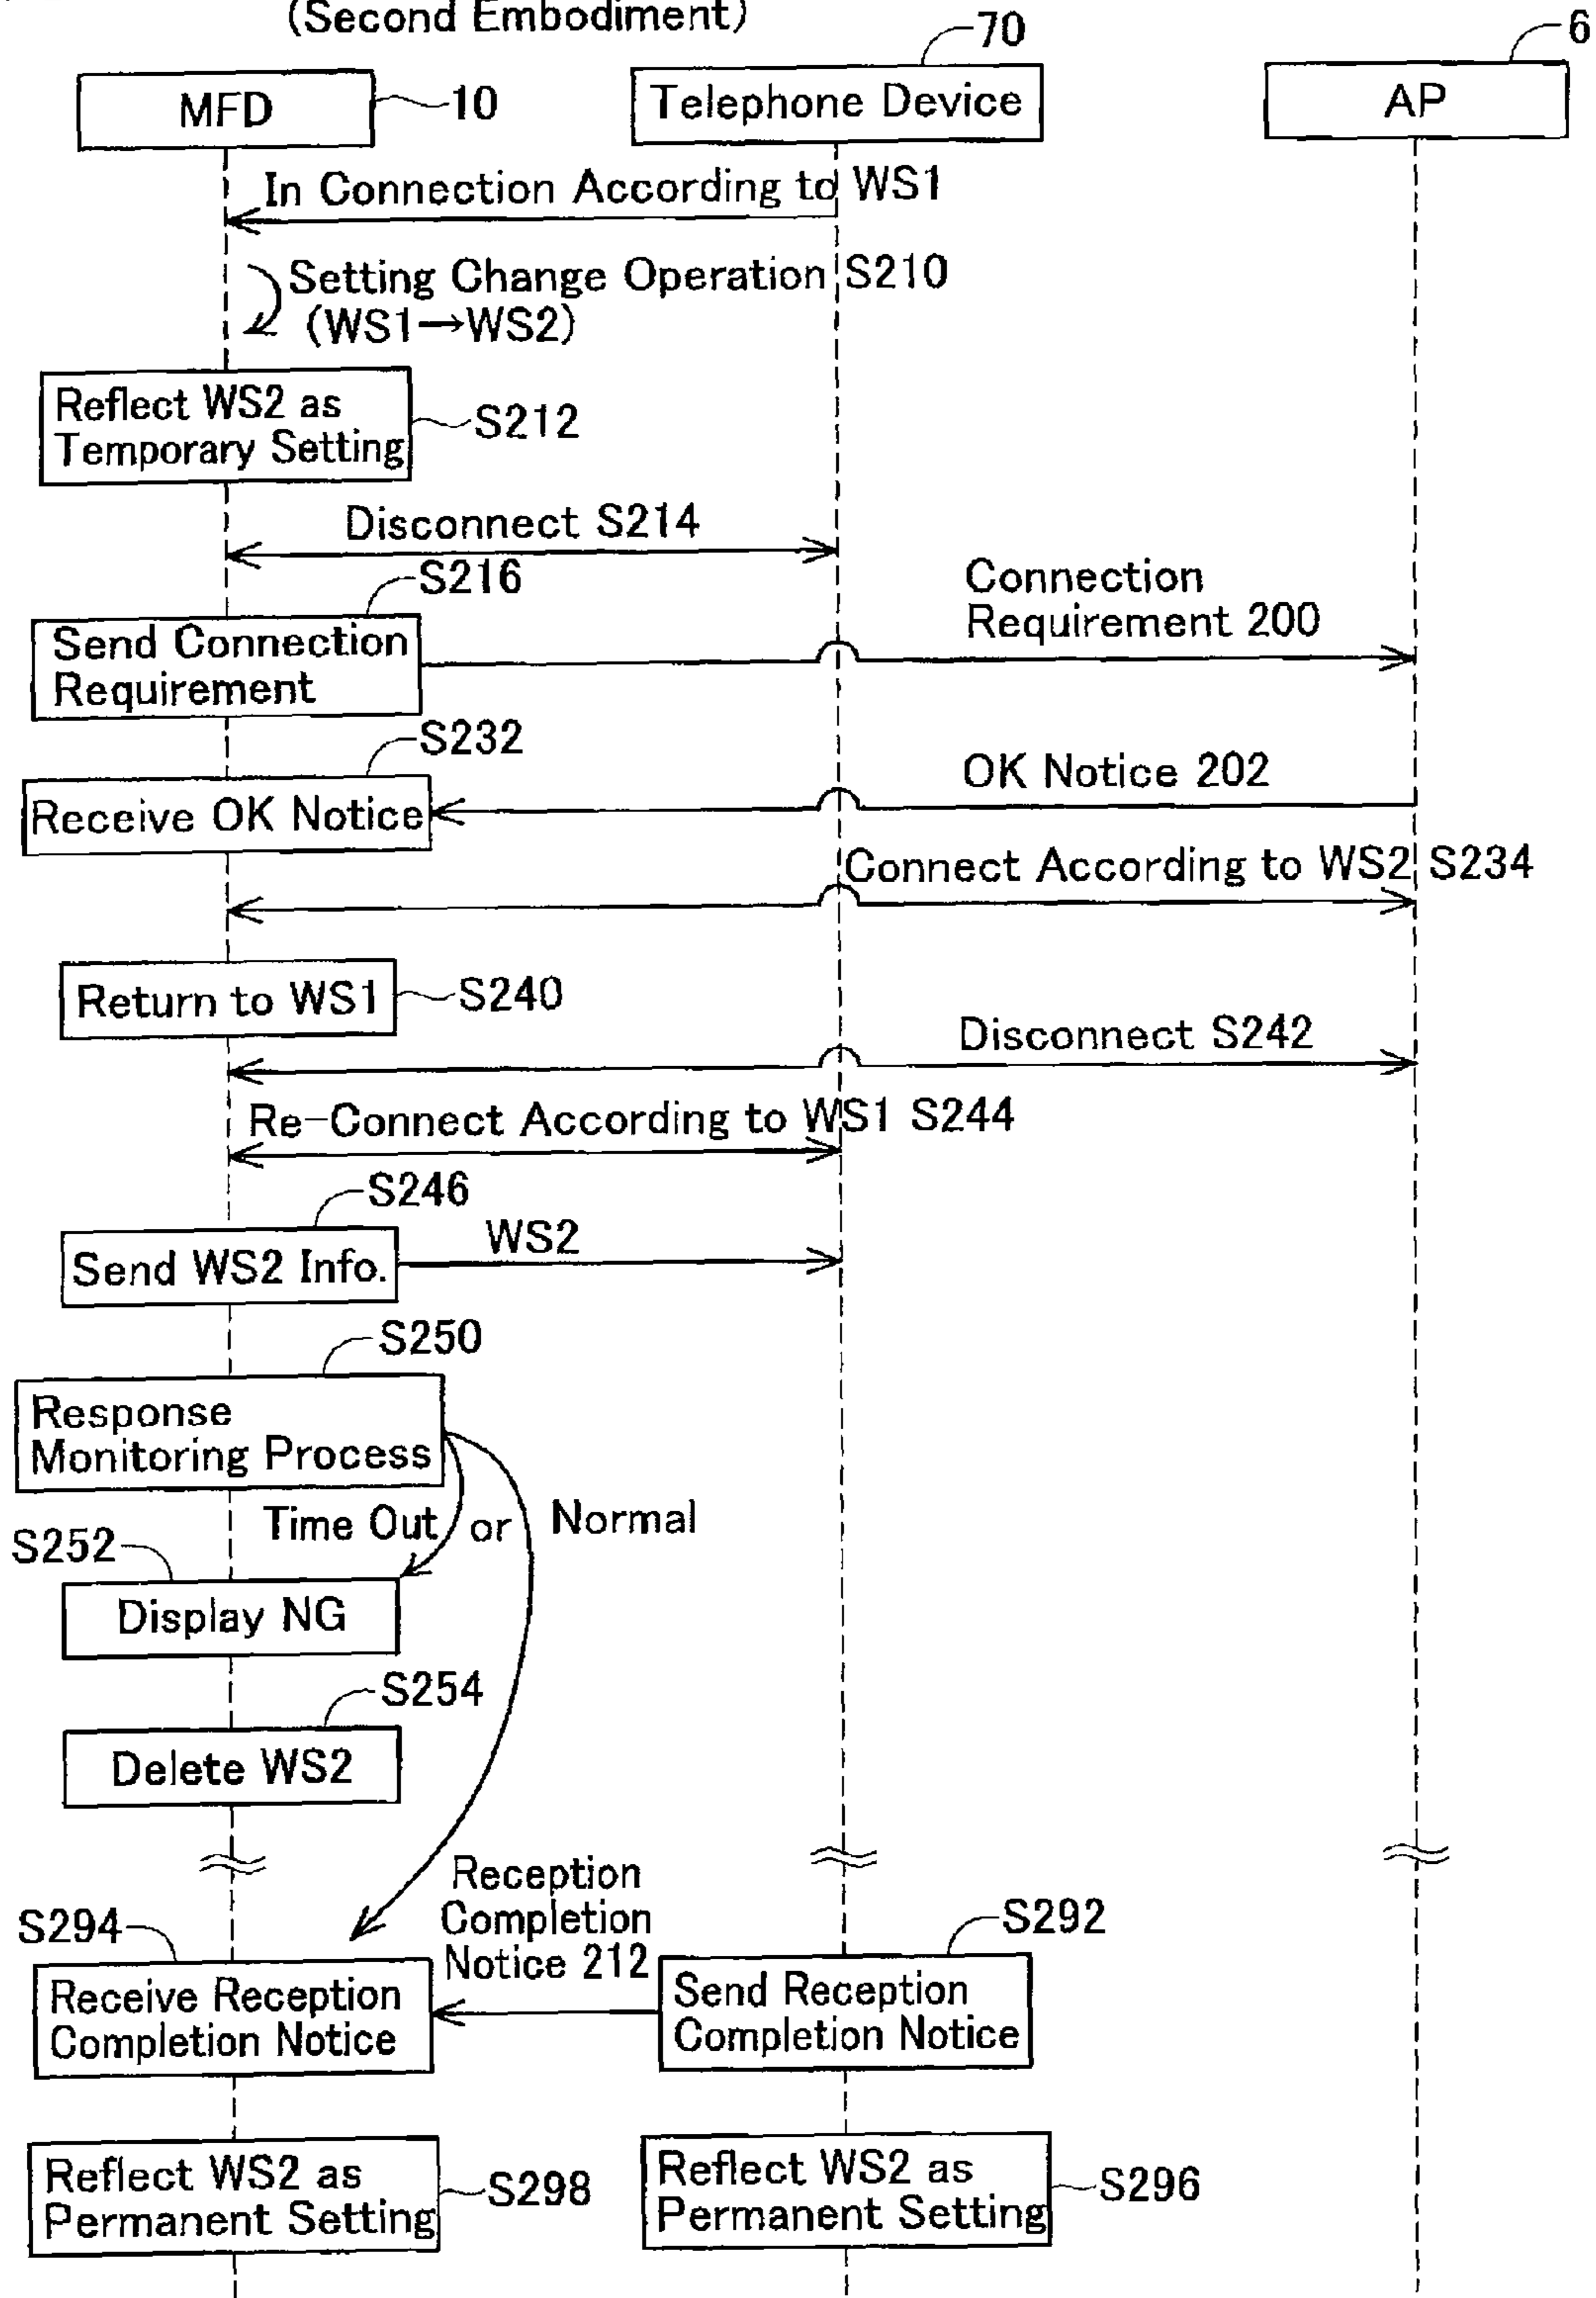 (Second Embodiment)
70
6
MFD
10
Telephone Device
AP
In Connection According to WS1
Setting Change Operation S210
(WS1→WS2)
Reflect WS2 as
Temporary Setting
S212
Disconnect S214
S216
Connection
Requirement 200
Send Connection
Requirement
S232
OK Notice 202
Receive OK Notice
Connect According to WS2 S234
Return to WS1
S240
Disconnect S242
Re-Connect According to WS1 S244
S246
WS2
Send WS2 Info.
S250
Response
Monitoring Process
Time Out or Normal
S252
Display NG
S254
Delete WS2
Reception
Completion
Notice 212
S294
S292
Receive Reception
Completion Notice
Send Reception
Completion Notice
Reflect WS2 as
Permanent Setting
S298
Reflect WS2 as
Permanent Setting
S296